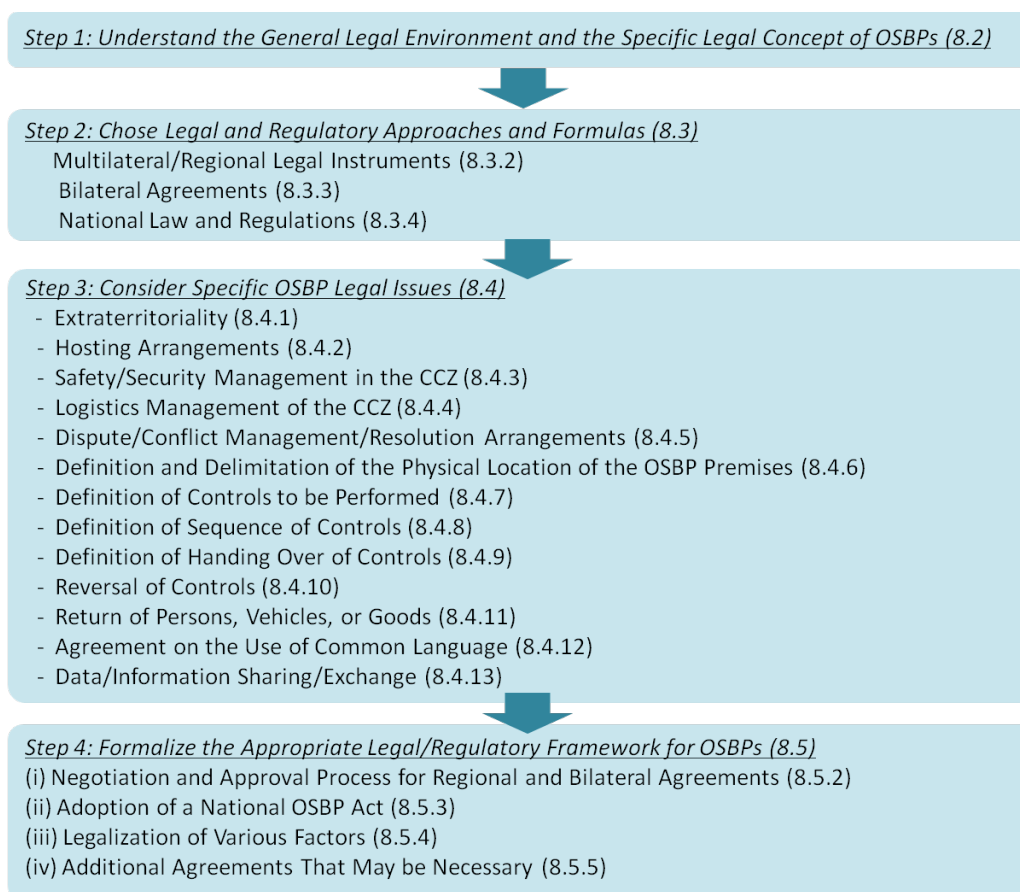 Step 1: Understand the General Legal Environment and the Specific Legal Concept of OSBPs (8.2)
Step 2: Chose Legal and Regulatory Approaches and Formulas (8.3)
Multilateral/Regional Legal Instruments (8.3.2)
Bilateral Agreements (8.3.3)
National Law and Regulations (8.3.4)
Step 3: Consider Specific OSBP Legal Issues (8.4)
- Extraterritoriality (8.4.1)
- Hosting Arrangements (8.4.2)
- Safety/Security Management in the CCZ (8.4.3)
- Logistics Management of the CCZ (8.4.4)
- Dispute/Conflict Management/Resolution Arrangements (8.4.5)
- Definition and Delimitation of the Physical Location of the OSBP Premises (8.4.6)
- Definition of Controls to be Performed (8.4.7)
- Definition of Sequence of Controls (8.4.8)
- Definition of Handing Over of Controls (8.4.9)
- Reversal of Controls (8.4.10)
- Return of Persons, Vehicles, or Goods (8.4.11)
- Agreement on the Use of Common Language (8.4.12)
- Data/Information Sharing/Exchange (8.4.13)
Step 4: Formalize the Appropriate Legal/Regulatory Framework for OSBPs (8.5)
(i) Negotiation and Approval Process for Regional and Bilateral Agreements (8.5.2)
(ii) Adoption of a National OSBP Act (8.5.3)
(iii) Legalization of Various Factors (8.5.4)
(iv) Additional Agreements That May be Necessary (8.5.5)